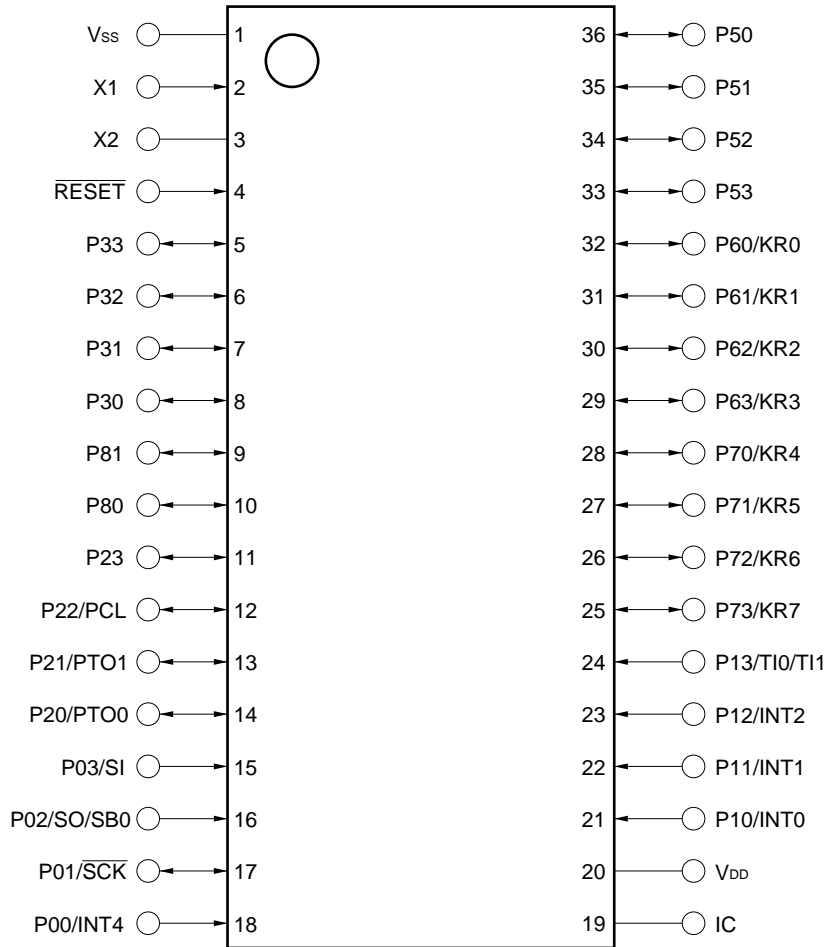 VSS 1 36 P50
X1 2 35 P51
X2 3 34 P52
R̅E̅S̅E̅T̅ 4 33 P53
P33 5 32 P60/KR0
P32 6 31 P61/KR1
P31 7 30 P62/KR2
P30 8 29 P63/KR3
P81 9 28 P70/KR4
P80 10 27 P71/KR5
P23 11 26 P72/KR6
P22/PCL 12 25 P73/KR7
P21/PTO1 13 24 P13/TI0/TI1
P20/PTO0 14 23 P12/INT2
P03/SI 15 22 P11/INT1
P02/SO/SB0 16 21 P10/INT0
P01/S̅C̅K̅ 17 20 VDD
P00/INT4 18 19 IC